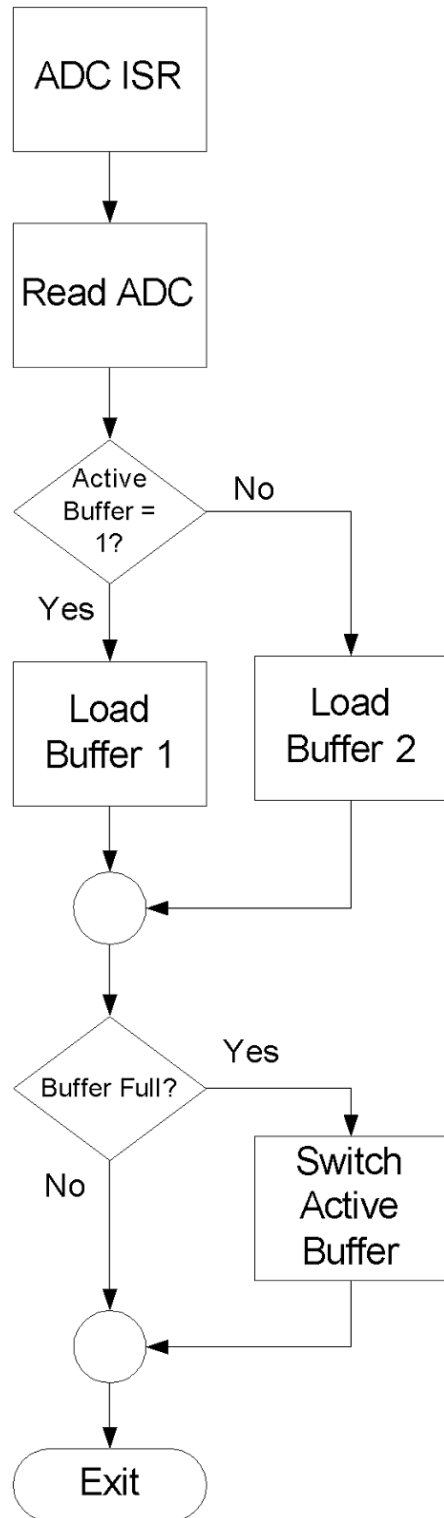 ADC ISR
Read ADC
Active
Buffer =
1?
No
Yes
Load
Buffer 1
Load
Buffer 2
Buffer Full?
Yes
No
Switch
Active
Buffer
Exit